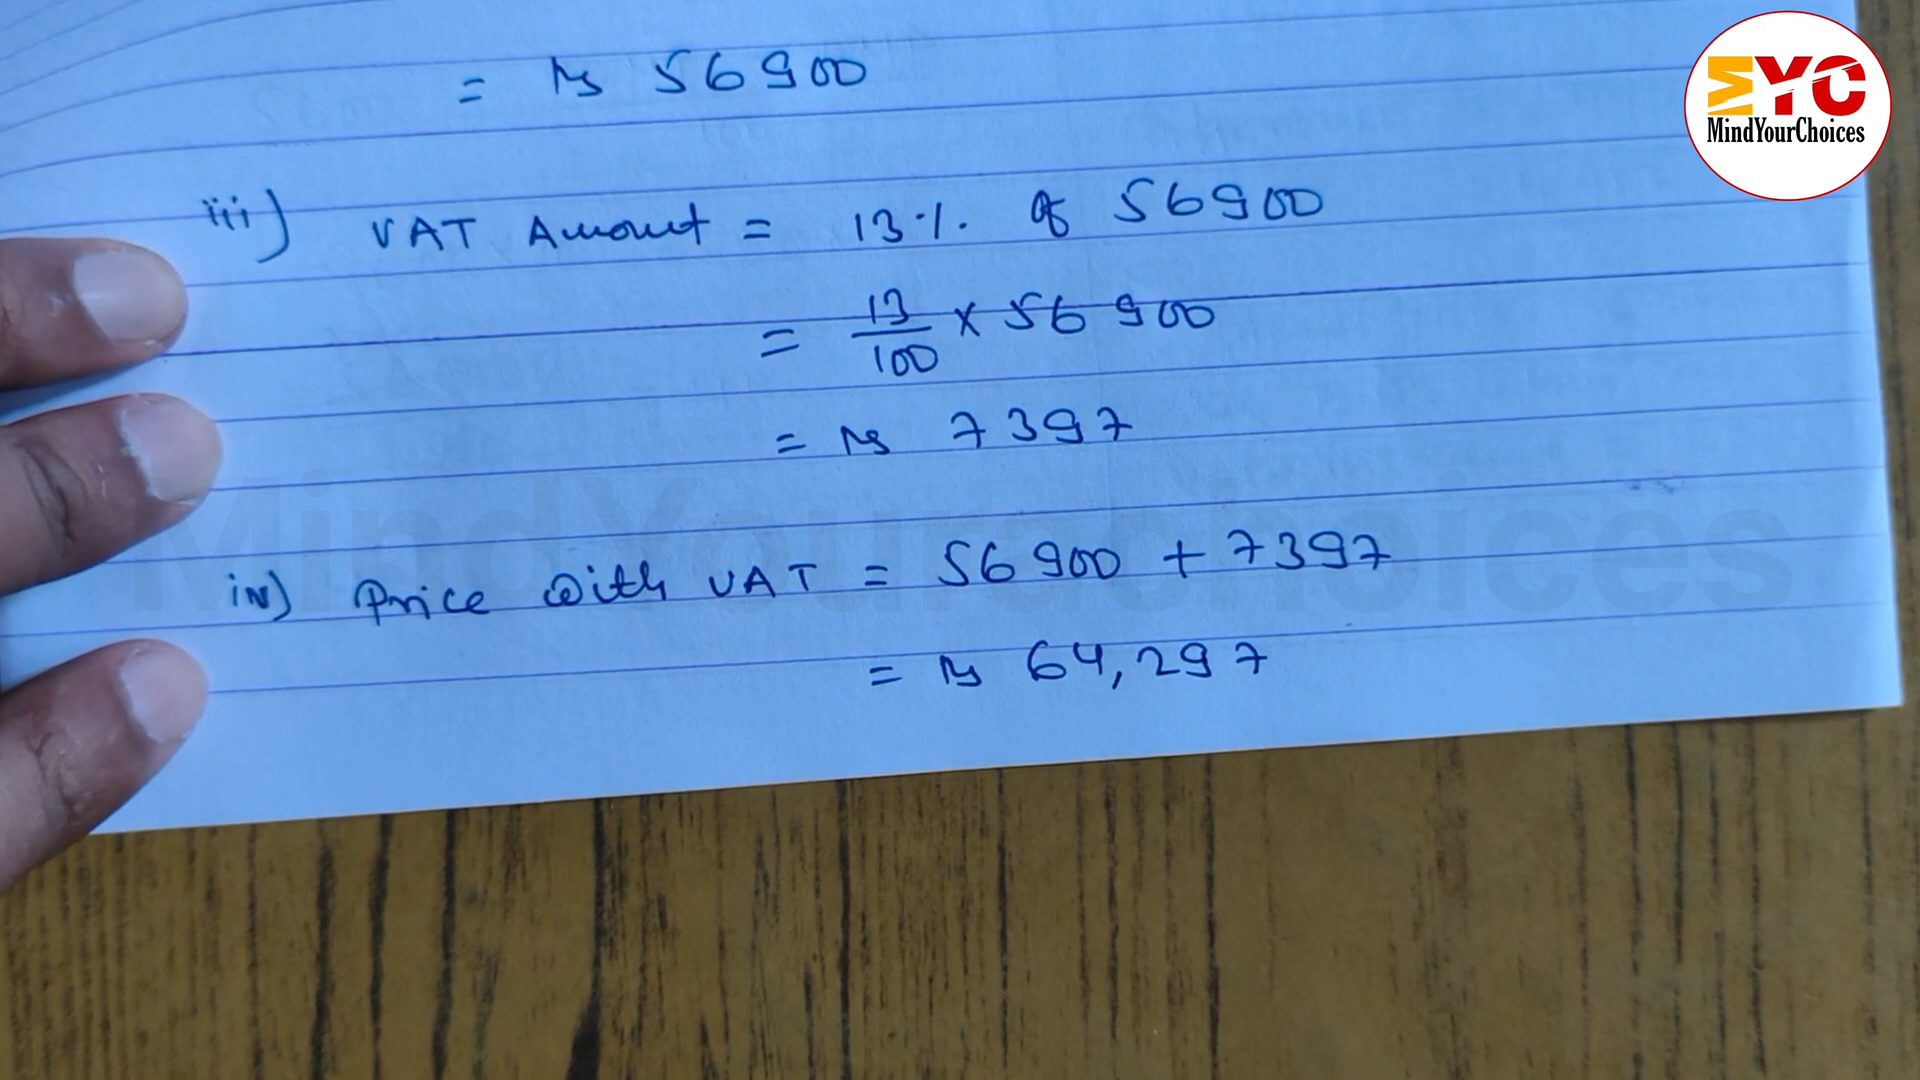 = Rs 56900
MYC
MindYourChoices
iii) VAT Amount = 13% of 56900
= 13/100 × 56900
= Rs 7397
iv) Price with VAT = 56900 + 7397
= Rs 64,297
MindYourachoices